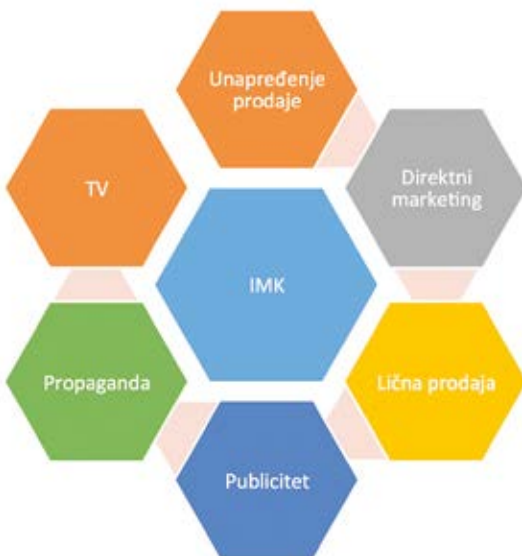 Unapređenje
prodaje
TV
Direktni
marketing
IMK
Propaganda
Lična prodaja
Publicitet